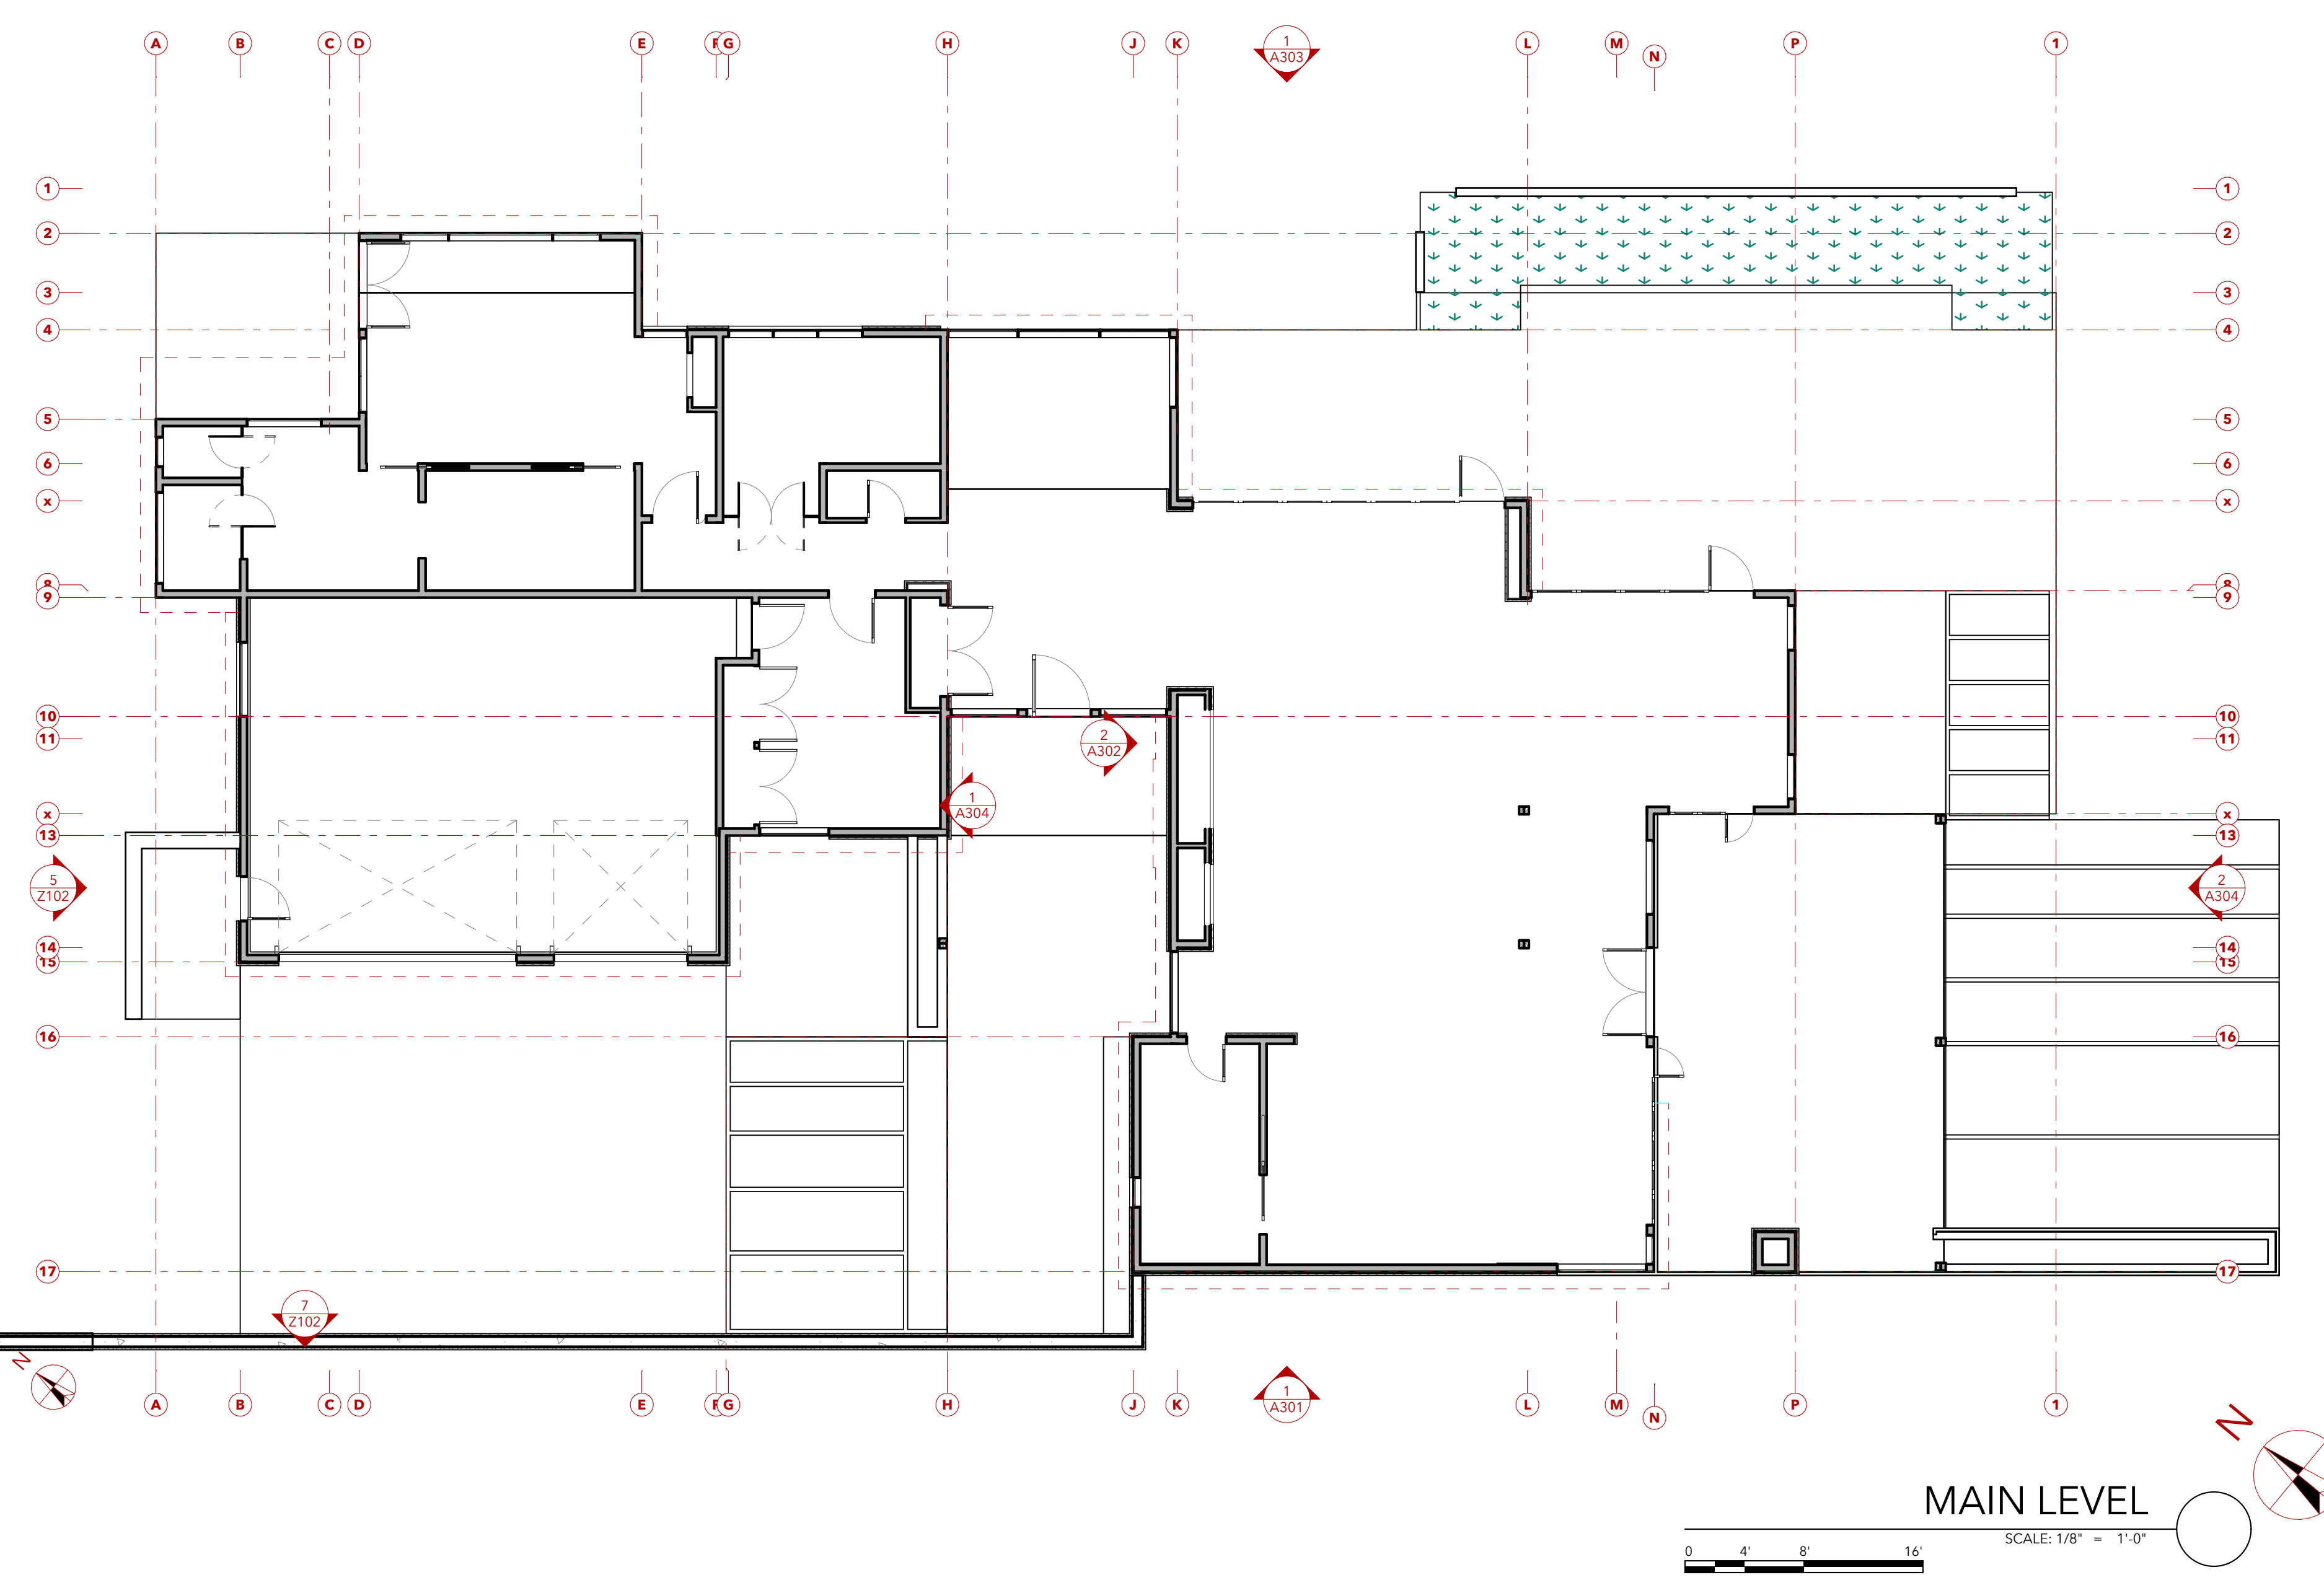 A B C D E F G H J K L M N P 1
1
A303
1 1
2 2
3 3
4 4
5 5
6 6
x x
8 8
9 9
10 10
11 11
2
A302
1
A304
x x
13 13
5
Z102
2
A304
14 14
15 15
16 16
17 17
7
Z102
N
A B C D E F G H J K L M N P 1
1
A301
N
MAIN LEVEL
SCALE: 1/8" = 1'-0"
0 4' 8' 16'